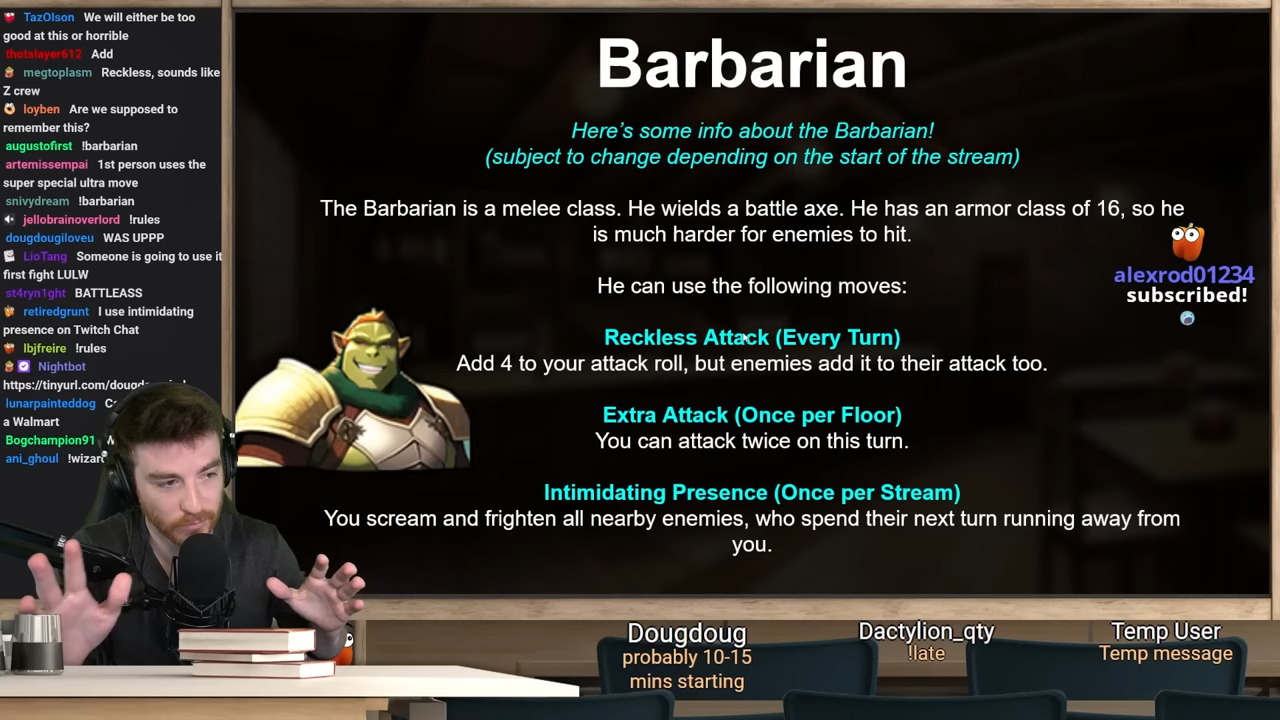 TazOlson We will either be too
good at this or horrible
thotslayer612 Add
megtoplasm Reckless, sounds like
Z crew
loyben Are we supposed to
remember this?
augustofirst !barbarian
artemissempai 1st person uses the
super special ultra move
snivydream !barbarian
jellobrainoverlord !rules
dougdougiloveu WAS UPPP
LioTang Someone is going to use it
first fight LULW
st4ryn1ght BATTLEASS
retiredgrunt I use intimidating
presence on Twitch Chat
lbjfreire !rules
Nightbot
lunarpainteddog
a Walmart
Bogchampion91
ani_ghoul
Barbarian
Here's some info about the Barbarian!
(subject to change depending on the start of the stream)
The Barbarian is a melee class. He wields a battle axe. He has an armor class of 16, so he
is much harder for enemies to hit.
He can use the following moves:
Reckless Attack (Every Turn)
Add 4 to your attack roll, but enemies add it to their attack too.
Extra Attack (Once per Floor)
You can attack twice on this turn.
Intimidating Presence (Once per Stream)
You scream and frighten all nearby enemies, who spend their next turn running away from
you.
alexrod01234
subscribed!
Dougdoug
probably 10-15
mins starting
Dactylion_qty
!late
Temp User
Temp message